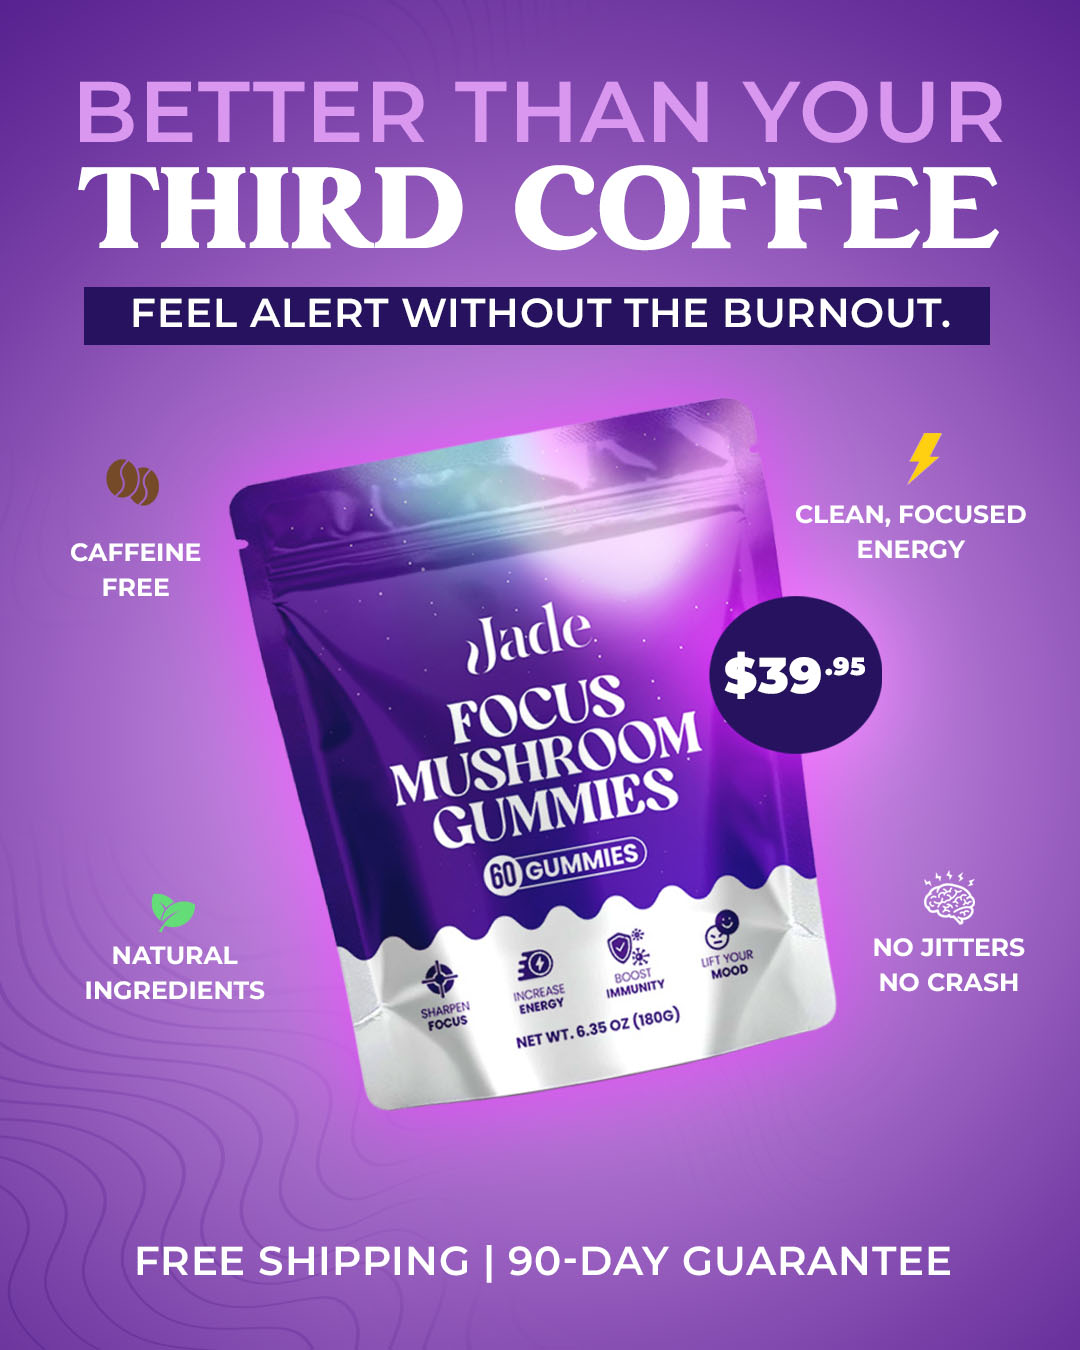 BETTER THAN YOUR
THIRD COFFEE
FEEL ALERT WITHOUT THE BURNOUT.
CAFFEINE
FREE
CLEAN, FOCUSED
ENERGY
Jade
FOCUS
MUSHROOM
GUMMIES
60 GUMMIES
$39.95
SHARPEN
FOCUS
INCREASE
ENERGY
BOOST
IMMUNITY
LIFT YOUR
MOOD
NET WT. 6.35 OZ (180G)
NATURAL
INGREDIENTS
NO JITTERS
NO CRASH
FREE SHIPPING | 90-DAY GUARANTEE